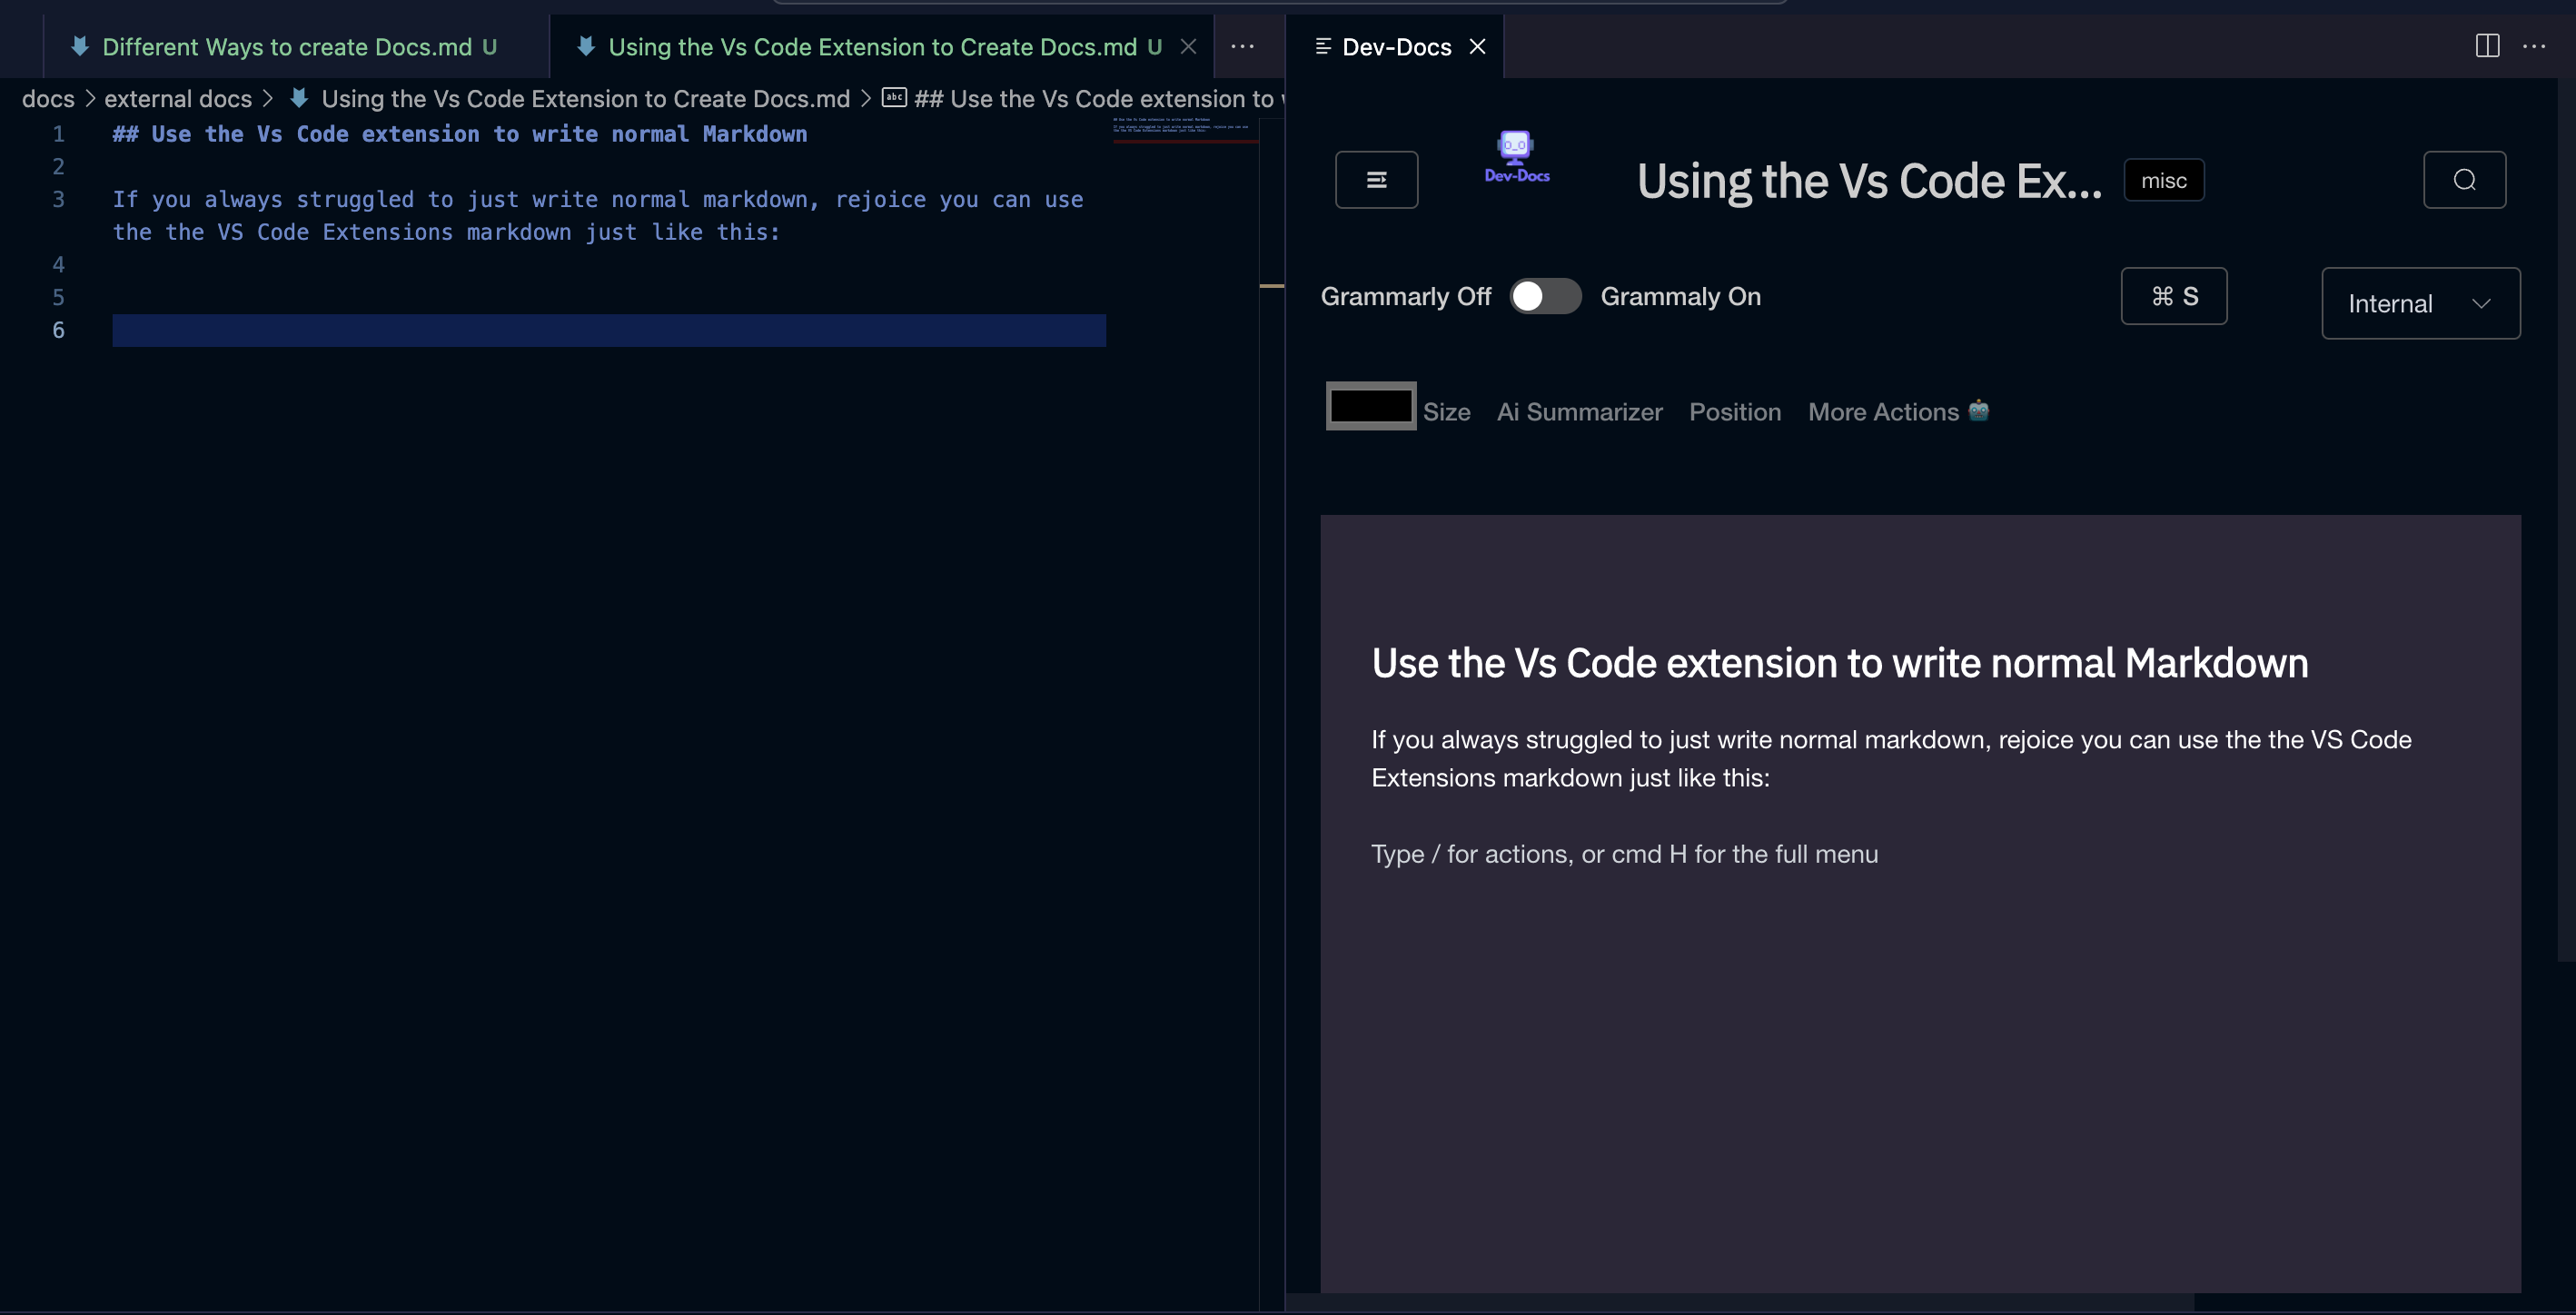 Different Ways to create Docs.md U
Using the Vs Code Extension to Create Docs.md U
Dev-Docs
docs > external docs > Using the Vs Code Extension to Create Docs.md > abc ## Use the Vs Code extension to
1 ## Use the Vs Code extension to write normal Markdown
2
3 If you always struggled to just write normal markdown, rejoice you can use
the the VS Code Extensions markdown just like this:
4
5
6
Dev-Docs
Using the Vs Code Ex...
misc
Grammarly Off
Grammaly On
⌘ S
Internal
Size
Ai Summarizer
Position
More Actions 🤖
Use the Vs Code extension to write normal Markdown
If you always struggled to just write normal markdown, rejoice you can use the the VS Code
Extensions markdown just like this:
Type / for actions, or cmd H for the full menu